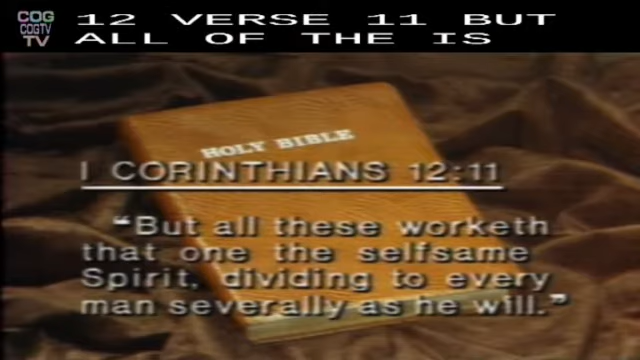 COG
COGTV
TV
12 VERSE 11 BUT
ALL OF THE IS
HOLY BIBLE
I CORINTHIANS 12:11
“But all these worketh
that one the selfsame
Spirit, dividing to every
man severally as he will.”